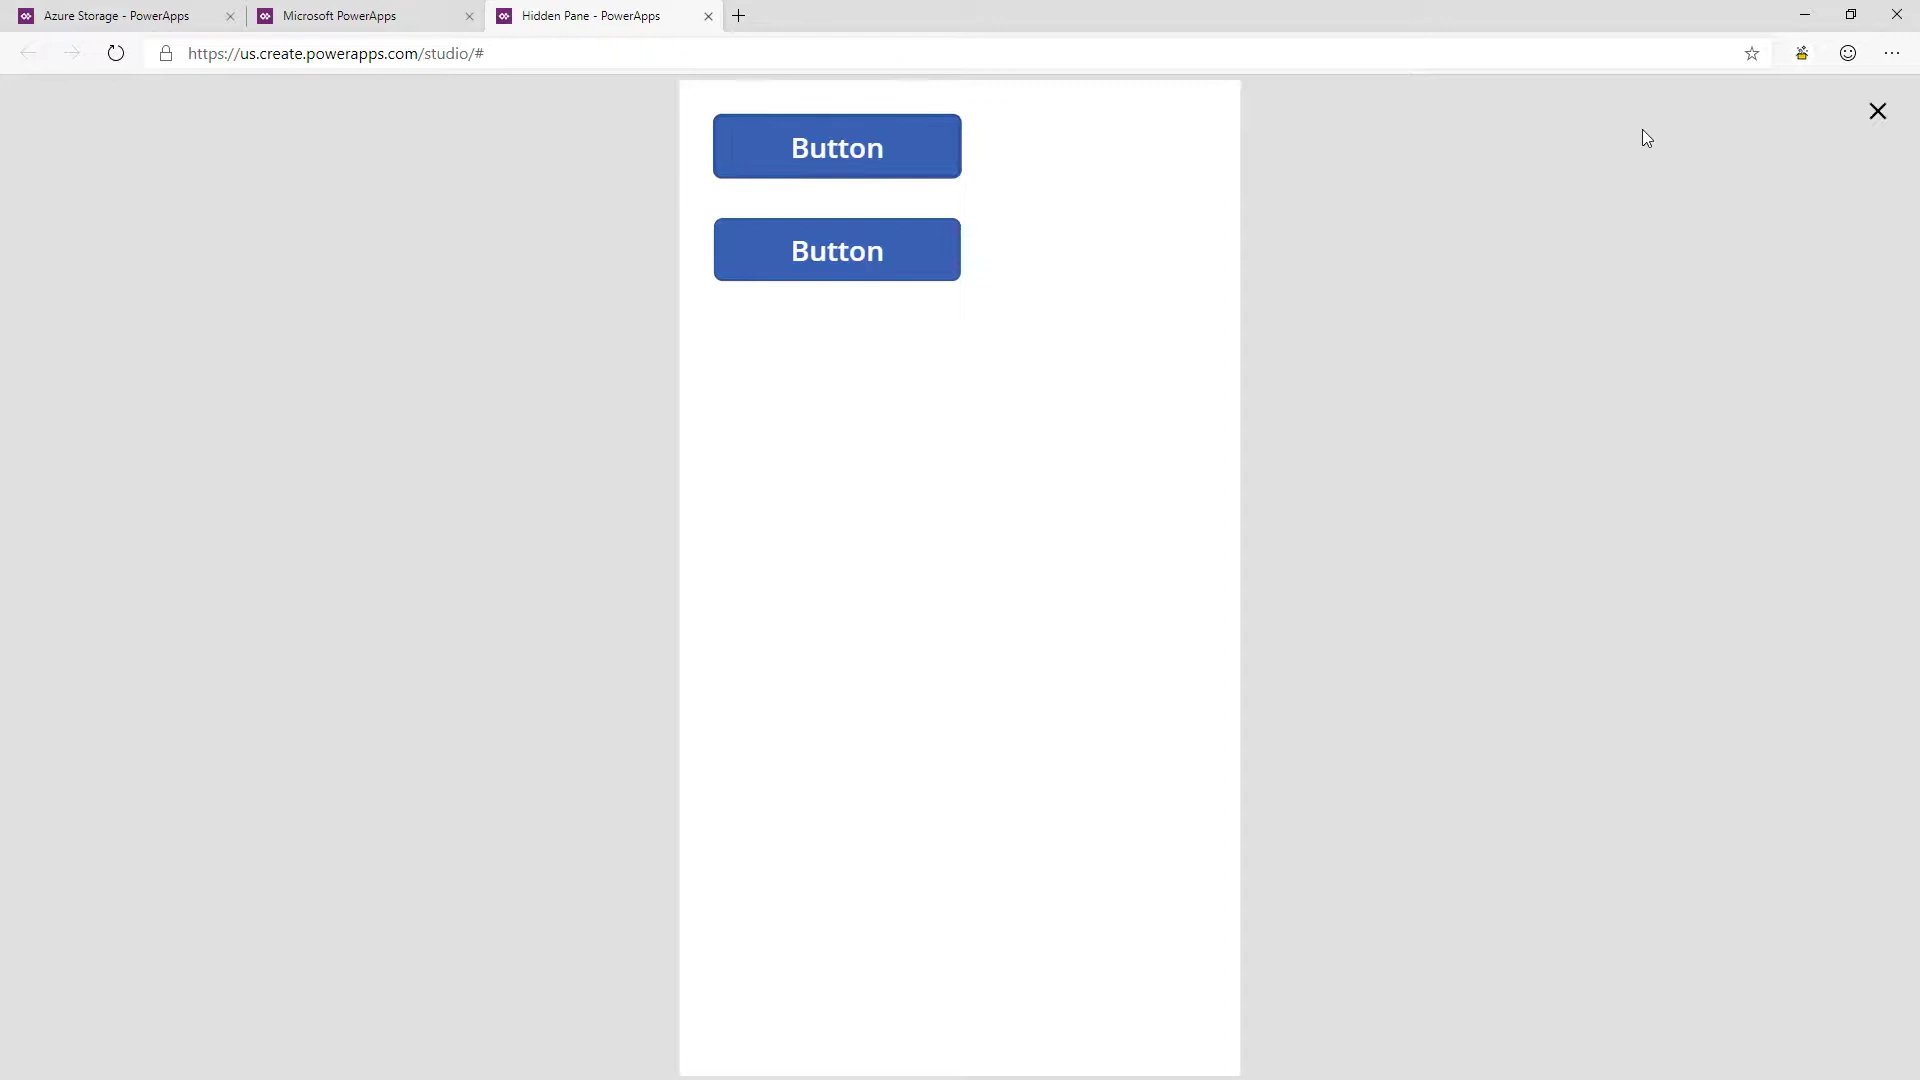 Azure Storage - PowerApps
Microsoft PowerApps
Hidden Pane - PowerApps
https://us.create.powerapps.com/studio/#
Button
Button